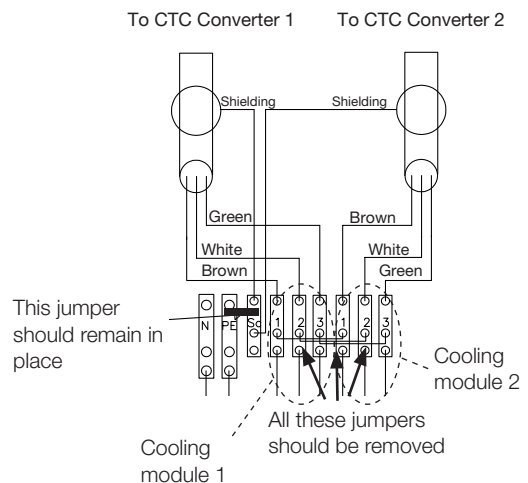 To CTC Converter 1
To CTC Converter 2
Shielding
Shielding
Green
Brown
White
White
Brown
Green
This jumper
should remain in
place
N
PE
Sc
1
2
3
1
2
3
Cooling
module 2
All these jumpers
should be removed
Cooling
module 1